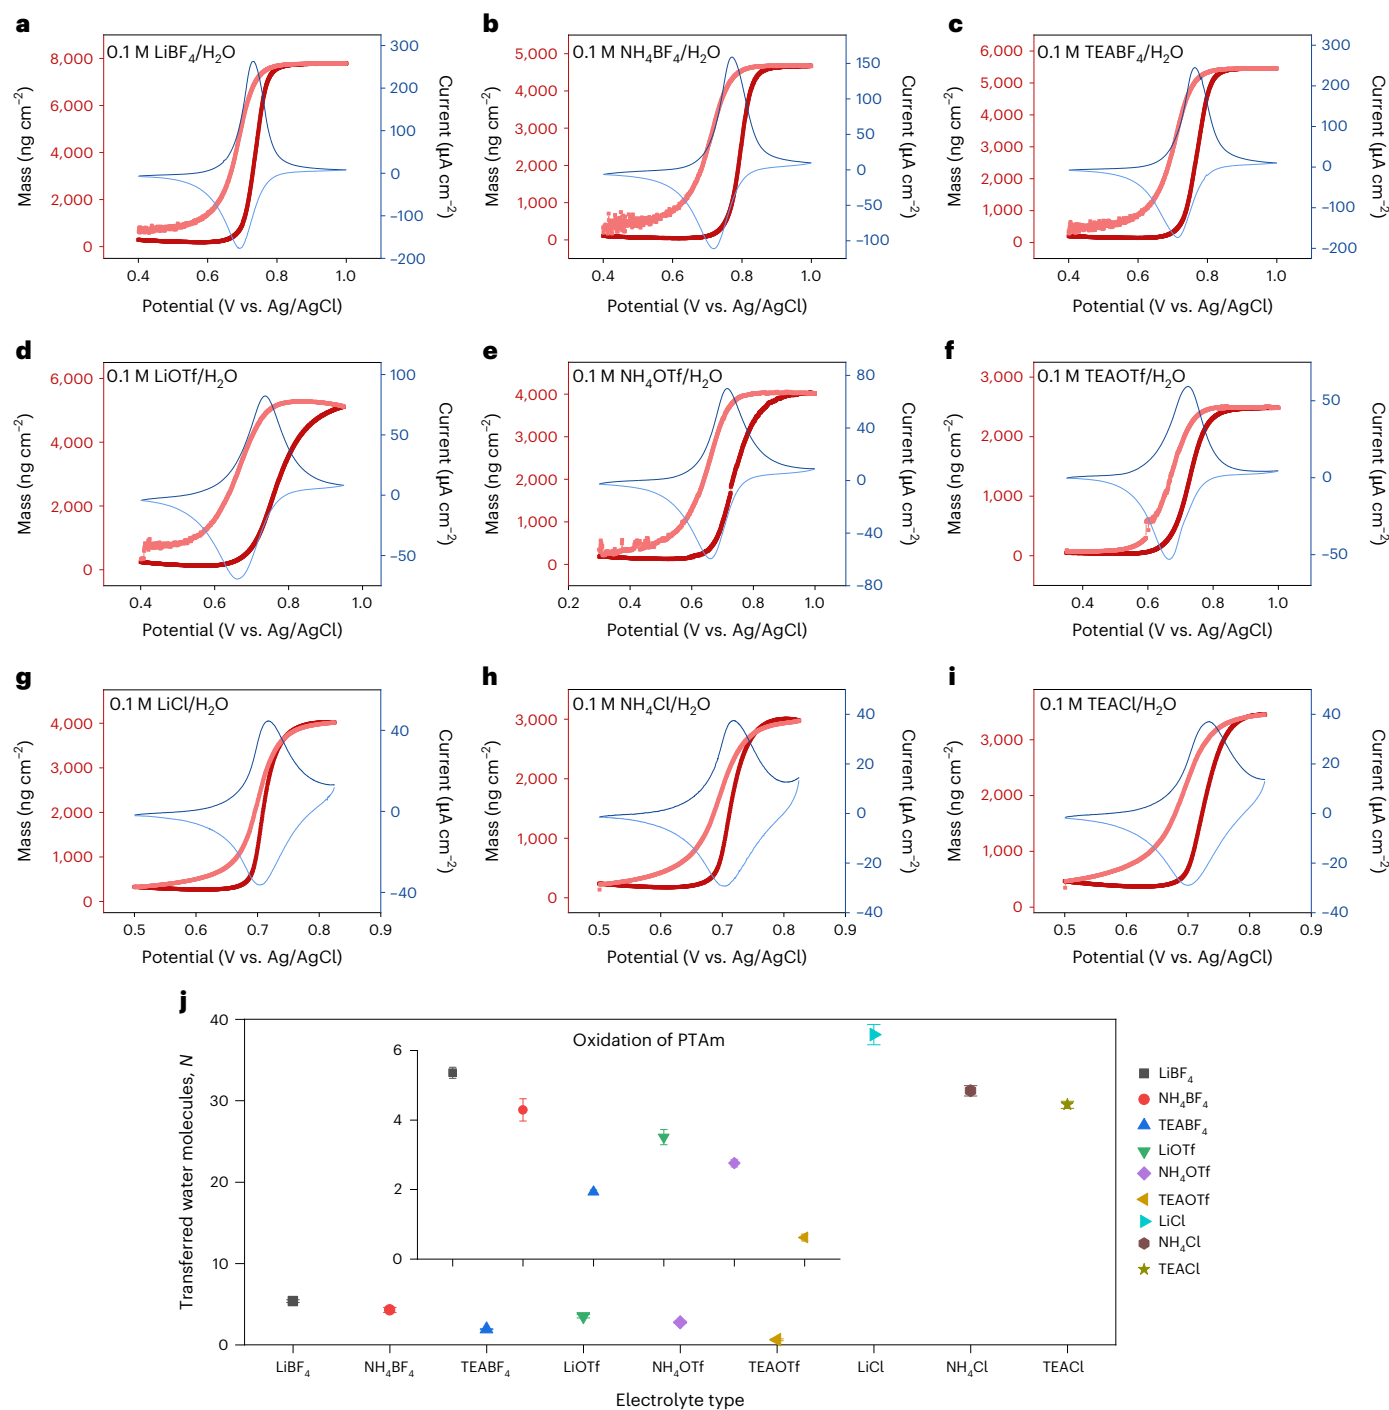 a
0.1 M LiBF₄/H₂O
8,000
6,000
4,000
2,000
0
300
200
100
0
−100
−200
0.4 0.6 0.8 1.0
Mass (ng cm⁻²)
Current (µA cm⁻²)
Potential (V vs. Ag/AgCl)
b
0.1 M NH₄BF₄/H₂O
5,000
4,000
3,000
2,000
1,000
0
150
100
50
0
−50
−100
0.4 0.6 0.8 1.0
Mass (ng cm⁻²)
Current (µA cm⁻²)
Potential (V vs. Ag/AgCl)
c
0.1 M TEABF₄/H₂O
6,000
5,000
4,000
3,000
2,000
1,000
0
300
200
100
0
−100
−200
0.4 0.6 0.8 1.0
Mass (ng cm⁻²)
Current (µA cm⁻²)
Potential (V vs. Ag/AgCl)
d
0.1 M LiOTf/H₂O
6,000
4,000
2,000
0
100
50
0
−50
0.4 0.6 0.8 1.0
Mass (ng cm⁻²)
Current (µA cm⁻²)
Potential (V vs. Ag/AgCl)
e
0.1 M NH₄OTf/H₂O
4,000
3,000
2,000
1,000
0
80
40
0
−40
−80
0.2 0.4 0.6 0.8 1.0
Mass (ng cm⁻²)
Current (µA cm⁻²)
Potential (V vs. Ag/AgCl)
f
0.1 M TEAOTf/H₂O
3,000
2,000
1,000
0
50
0
−50
0.4 0.6 0.8 1.0
Mass (ng cm⁻²)
Current (µA cm⁻²)
Potential (V vs. Ag/AgCl)
g
0.1 M LiCl/H₂O
4,000
3,000
2,000
1,000
0
40
0
−40
0.5 0.6 0.7 0.8 0.9
Mass (ng cm⁻²)
Current (µA cm⁻²)
Potential (V vs. Ag/AgCl)
h
0.1 M NH₄Cl/H₂O
3,000
2,000
1,000
0
40
20
0
−20
−40
0.5 0.6 0.7 0.8 0.9
Mass (ng cm⁻²)
Current (µA cm⁻²)
Potential (V vs. Ag/AgCl)
i
0.1 M TEACl/H₂O
3,000
2,000
1,000
0
40
20
0
−20
−40
0.5 0.6 0.7 0.8 0.9
Mass (ng cm⁻²)
Current (µA cm⁻²)
Potential (V vs. Ag/AgCl)
j
Transferred water molecules, N
40
30
20
10
0
Oxidation of PTAm
6
4
2
0
LiBF₄ NH₄BF₄ TEABF₄ LiOTf NH₄OTf TEAOTf LiCl NH₄Cl TEACl
Electrolyte type
LiBF₄
NH₄BF₄
TEABF₄
LiOTf
NH₄OTf
TEAOTf
LiCl
NH₄Cl
TEACl